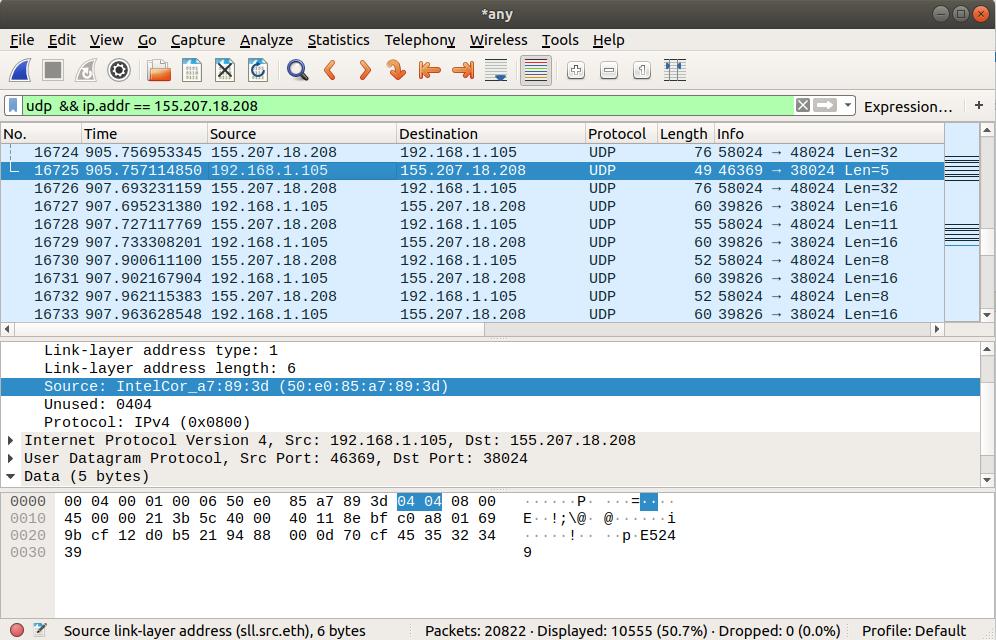 *any
File Edit View Go Capture Analyze Statistics Telephony Wireless Tools Help
udp && ip.addr == 155.207.18.208 Expression… +
No. Time Source Destination Protocol Length Info
16724 905.756953345 155.207.18.208 192.168.1.105 UDP 76 58024 → 48024 Len=32
16725 905.757114850 192.168.1.105 155.207.18.208 UDP 49 46369 → 38024 Len=5
16726 907.693231159 155.207.18.208 192.168.1.105 UDP 76 58024 → 48024 Len=32
16727 907.695231380 192.168.1.105 155.207.18.208 UDP 60 39826 → 38024 Len=16
16728 907.727117769 155.207.18.208 192.168.1.105 UDP 55 58024 → 48024 Len=11
16729 907.733308201 192.168.1.105 155.207.18.208 UDP 60 39826 → 38024 Len=16
16730 907.900611100 155.207.18.208 192.168.1.105 UDP 52 58024 → 48024 Len=8
16731 907.902167904 192.168.1.105 155.207.18.208 UDP 60 39826 → 38024 Len=16
16732 907.962115383 155.207.18.208 192.168.1.105 UDP 52 58024 → 48024 Len=8
16733 907.963628548 192.168.1.105 155.207.18.208 UDP 60 39826 → 38024 Len=16
Link-layer address type: 1
Link-layer address length: 6
Source: IntelCor_a7:89:3d (50:e0:85:a7:89:3d)
Unused: 0404
Protocol: IPv4 (0x0800)
Internet Protocol Version 4, Src: 192.168.1.105, Dst: 155.207.18.208
User Datagram Protocol, Src Port: 46369, Dst Port: 38024
Data (5 bytes)
0000 00 04 00 01 00 06 50 e0 85 a7 89 3d 04 04 08 00 ······P· ···=····
0010 45 00 00 21 3b 5c 40 00 40 11 8e bf c0 a8 01 69 E··!;\@· @······i
0020 9b cf 12 d0 b5 21 94 88 00 0d 70 cf 45 35 32 34 ·····!·· ··p·E524
0030 39 9
Source link-layer address (sll.src.eth), 6 bytes Packets: 20822 · Displayed: 10555 (50.7%) · Dropped: 0 (0.0%) Profile: Default